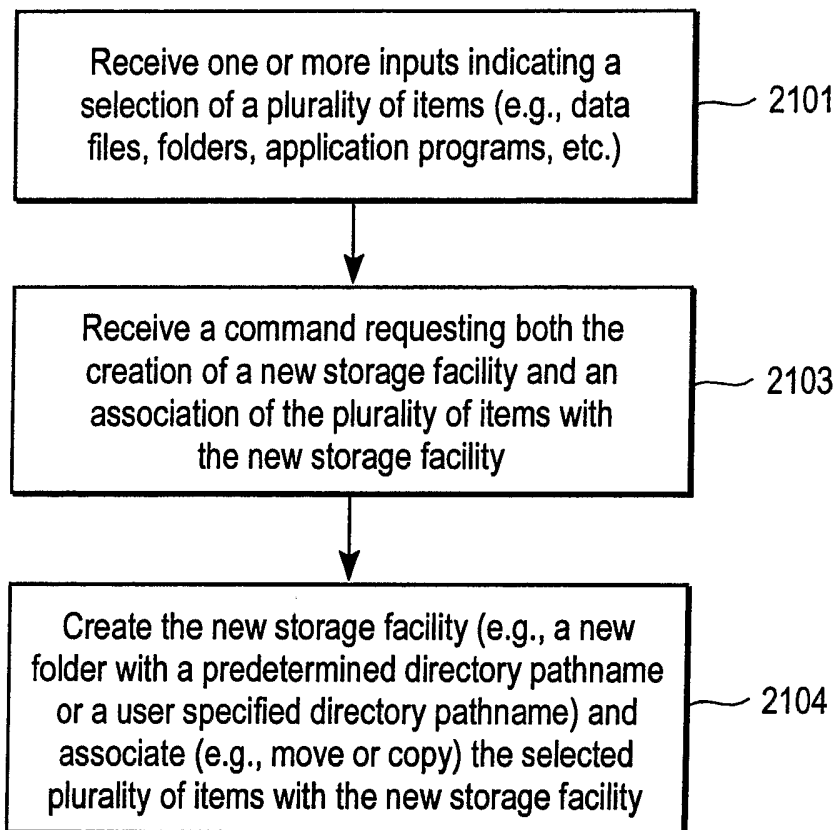 Receive one or more inputs indicating a
selection of a plurality of items (e.g., data
files, folders, application programs, etc.)
2101
Receive a command requesting both the
creation of a new storage facility and an
association of the plurality of items with
the new storage facility
2103
Create the new storage facility (e.g., a new
folder with a predetermined directory pathname
or a user specified directory pathname) and
associate (e.g., move or copy) the selected
plurality of items with the new storage facility
2104